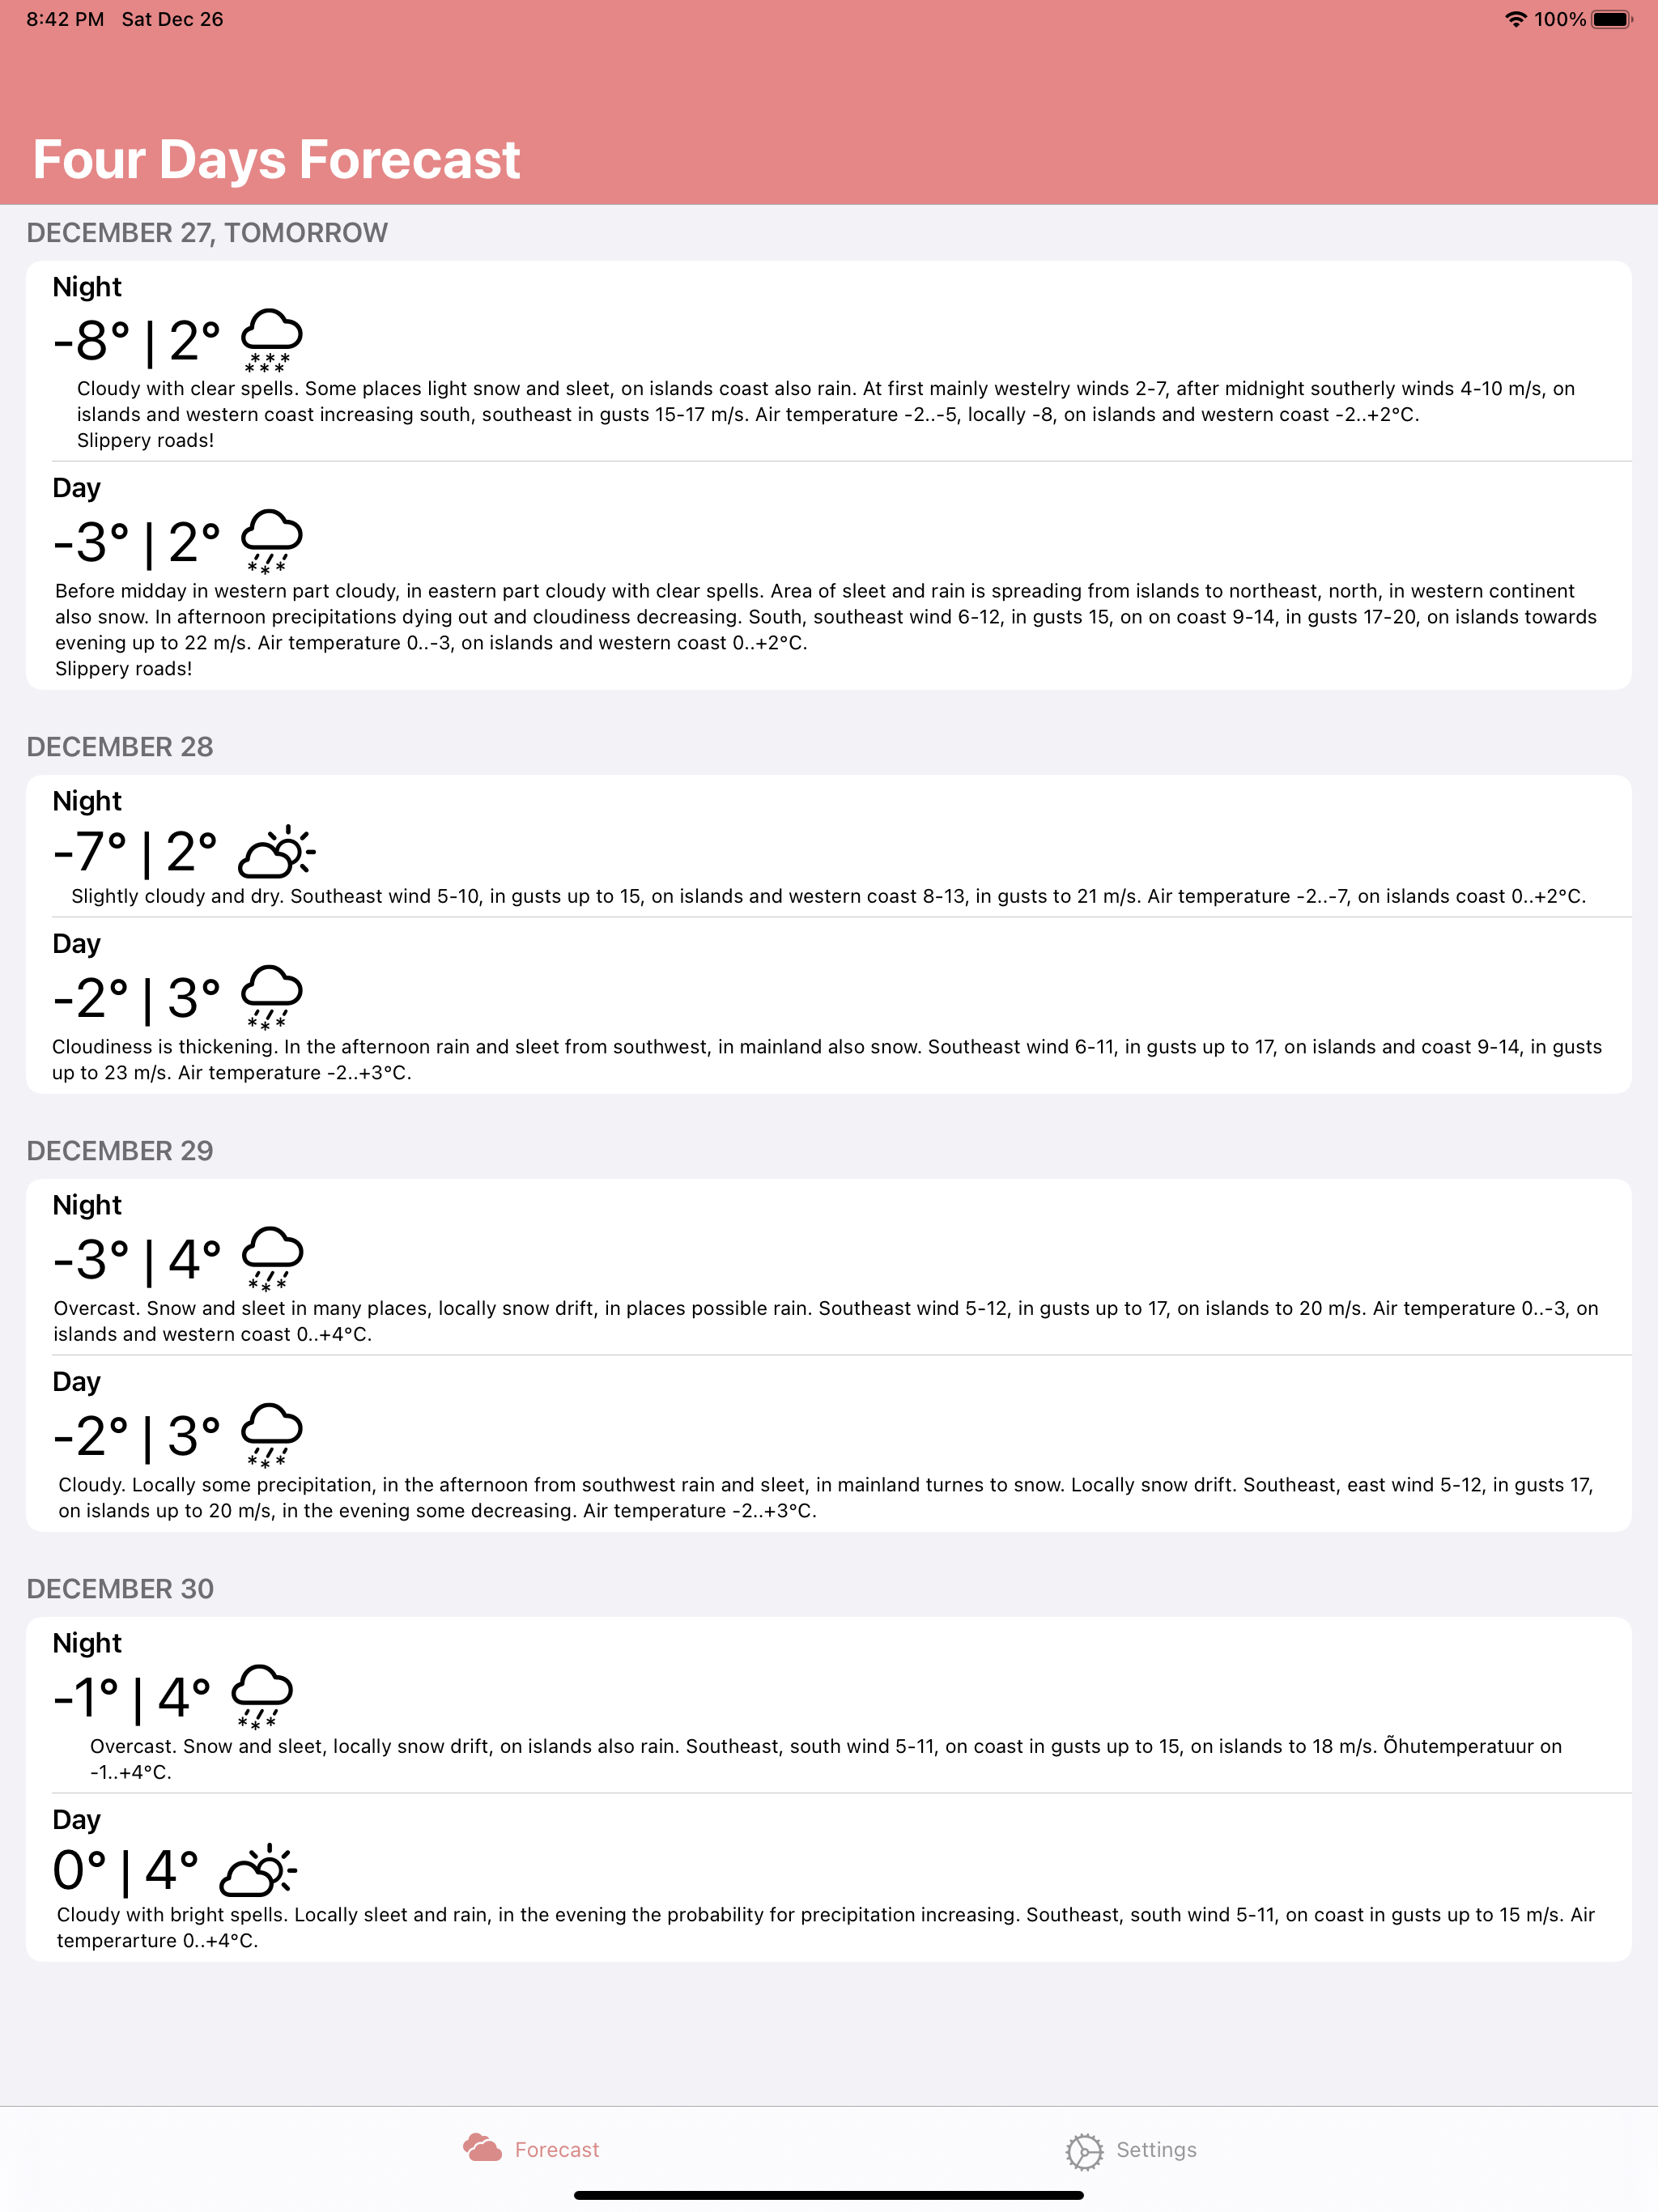 8:42 PM Sat Dec 26
100%
Four Days Forecast
DECEMBER 27, TOMORROW
Night
-8° | 2°
Cloudy with clear spells. Some places light snow and sleet, on islands coast also rain. At first mainly westelry winds 2-7, after midnight southerly winds 4-10 m/s, on
islands and western coast increasing south, southeast in gusts 15-17 m/s. Air temperature -2..-5, locally -8, on islands and western coast -2..+2°C.
Slippery roads!
Day
-3° | 2°
Before midday in western part cloudy, in eastern part cloudy with clear spells. Area of sleet and rain is spreading from islands to northeast, north, in western continent
also snow. In afternoon precipitations dying out and cloudiness decreasing. South, southeast wind 6-12, in gusts 15, on on coast 9-14, in gusts 17-20, on islands towards
evening up to 22 m/s. Air temperature 0..-3, on islands and western coast 0..+2°C.
Slippery roads!
DECEMBER 28
Night
-7° | 2°
Slightly cloudy and dry. Southeast wind 5-10, in gusts up to 15, on islands and western coast 8-13, in gusts to 21 m/s. Air temperature -2..-7, on islands coast 0..+2°C.
Day
-2° | 3°
Cloudiness is thickening. In the afternoon rain and sleet from southwest, in mainland also snow. Southeast wind 6-11, in gusts up to 17, on islands and coast 9-14, in gusts
up to 23 m/s. Air temperature -2..+3°C.
DECEMBER 29
Night
-3° | 4°
Overcast. Snow and sleet in many places, locally snow drift, in places possible rain. Southeast wind 5-12, in gusts up to 17, on islands to 20 m/s. Air temperature 0..-3, on
islands and western coast 0..+4°C.
Day
-2° | 3°
Cloudy. Locally some precipitation, in the afternoon from southwest rain and sleet, in mainland turnes to snow. Locally snow drift. Southeast, east wind 5-12, in gusts 17,
on islands up to 20 m/s, in the evening some decreasing. Air temperature -2..+3°C.
DECEMBER 30
Night
-1° | 4°
Overcast. Snow and sleet, locally snow drift, on islands also rain. Southeast, south wind 5-11, on coast in gusts up to 15, on islands to 18 m/s. Õhutemperatuur on
-1..+4°C.
Day
0° | 4°
Cloudy with bright spells. Locally sleet and rain, in the evening the probability for precipitation increasing. Southeast, south wind 5-11, on coast in gusts up to 15 m/s. Air
temperarture 0..+4°C.
Forecast
Settings